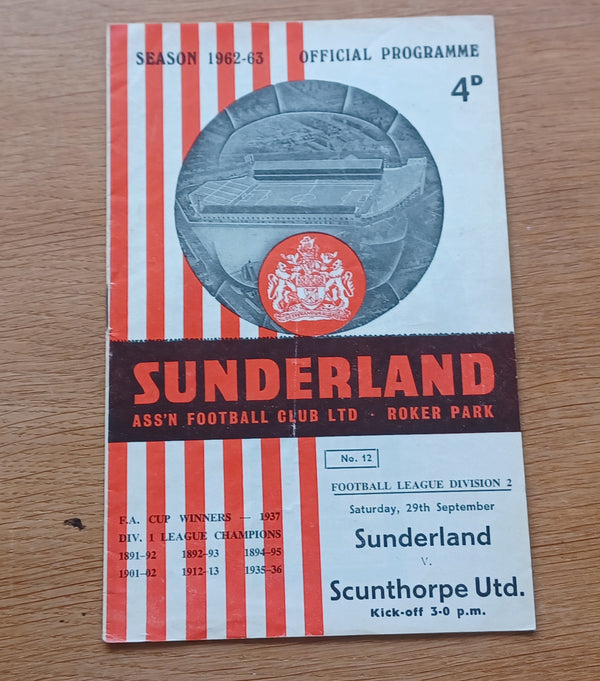 SEASON 1962-63 OFFICIAL PROGRAMME
4D
SUNDERLAND
ASS'N FOOTBALL CLUB LTD · ROKER PARK
No. 12
FOOTBALL LEAGUE DIVISION 2
Saturday, 29th September
Sunderland
v.
Scunthorpe Utd.
Kick-off 3-0 p.m.
F.A. CUP WINNERS — 1937
DIV. 1 LEAGUE CHAMPIONS
1891-92 1892-93 1894-95
1901-02 1912-13 1935-36